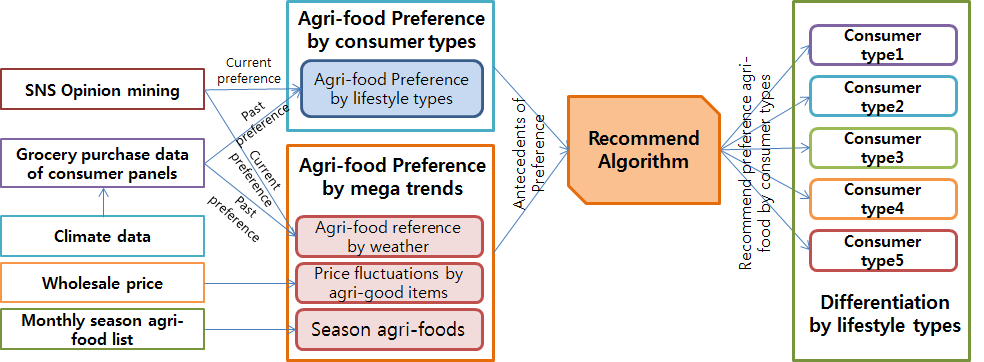 SNS Opinion mining
Grocery purchase data
of consumer panels
Climate data
Wholesale price
Monthly season agri-
food list
Current
preference
Past
preference
Current
preference
Past
preference
Agri-food Preference
by consumer types
Agri-food Preference
by lifestyle types
Agri-food Preference
by mega trends
Agri-food reference
by weather
Price fluctuations by
agri-good items
Season agri-foods
Antecedents of
Preference
Recommend
Algorithm
Recommend preference agri-
food by consumer types
Consumer
type1
Consumer
type2
Consumer
type3
Consumer
type4
Consumer
type5
Differentiation
by lifestyle types